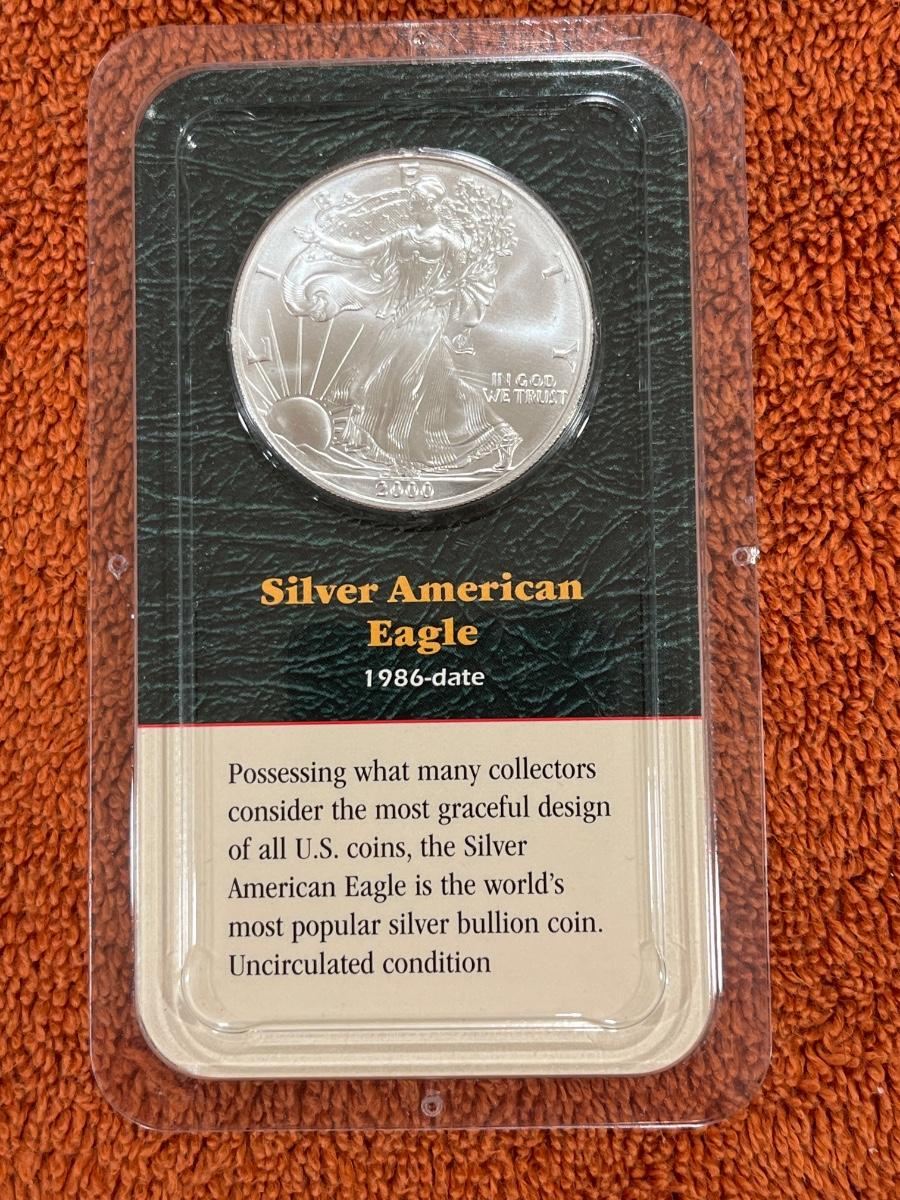 LIBERTY
IN GOD
WE TRUST
2000
Silver American
Eagle
1986-date
Possessing what many collectors
consider the most graceful design
of all U.S. coins, the Silver
American Eagle is the world's
most popular silver bullion coin.
Uncirculated condition